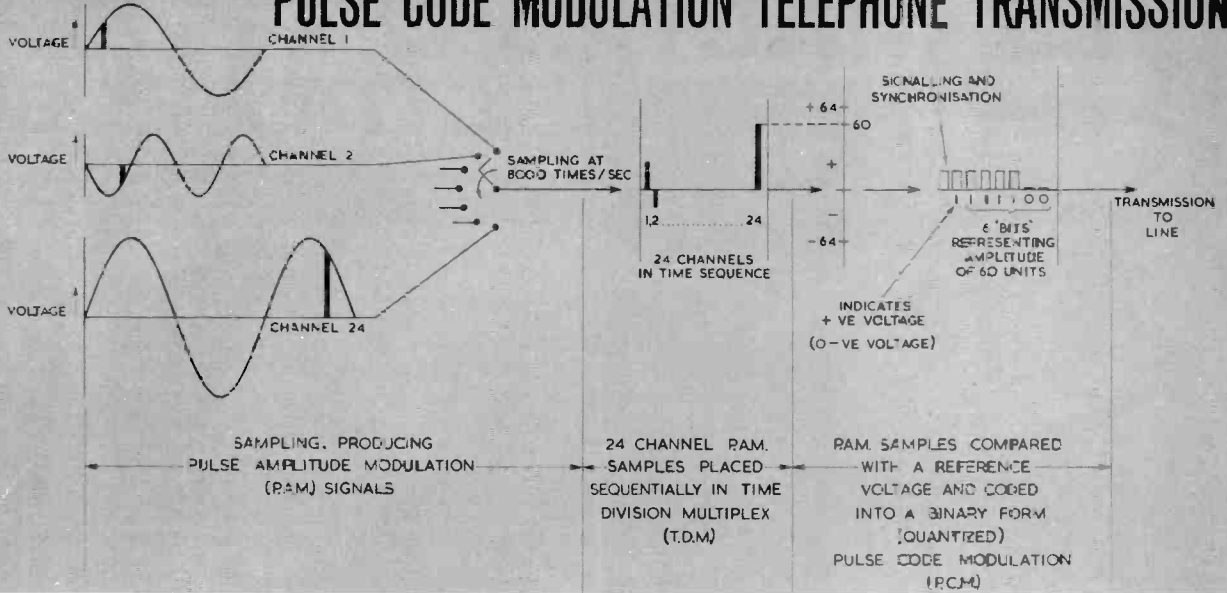 PULSE CODE MODULATION TELEPHONE TRANSMISSION
VOLTAGE
CHANNEL 1
VOLTAGE
CHANNEL 2
VOLTAGE
CHANNEL 24
SAMPLING AT
8000 TIMES/SEC
1,2 ............. 24
24 CHANNELS
IN TIME SEQUENCE
+ 64
60
+
−
−64
SIGNALLING AND
SYNCHRONISATION
1 1 1 1 1 0 0
6 'BITS'
REPRESENTING
AMPLITUDE
OF 60 UNITS
INDICATES
+ VE VOLTAGE
(0-VE VOLTAGE)
TRANSMISSION
TO
LINE
SAMPLING, PRODUCING
PULSE AMPLITUDE MODULATION
(P.A.M.) SIGNALS
24 CHANNEL P.A.M.
SAMPLES PLACED
SEQUENTIALLY IN TIME
DIVISION MULTIPLEX
(T.D.M.)
P.A.M. SAMPLES COMPARED
WITH A REFERENCE
VOLTAGE AND CODED
INTO A BINARY FORM
(QUANTIZED)
PULSE CODE MODULATION
(P.C.M.)